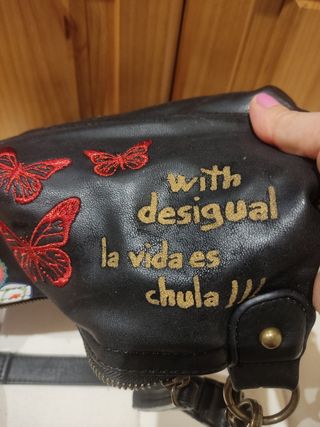 with
desigual
la vida es
chula !!!